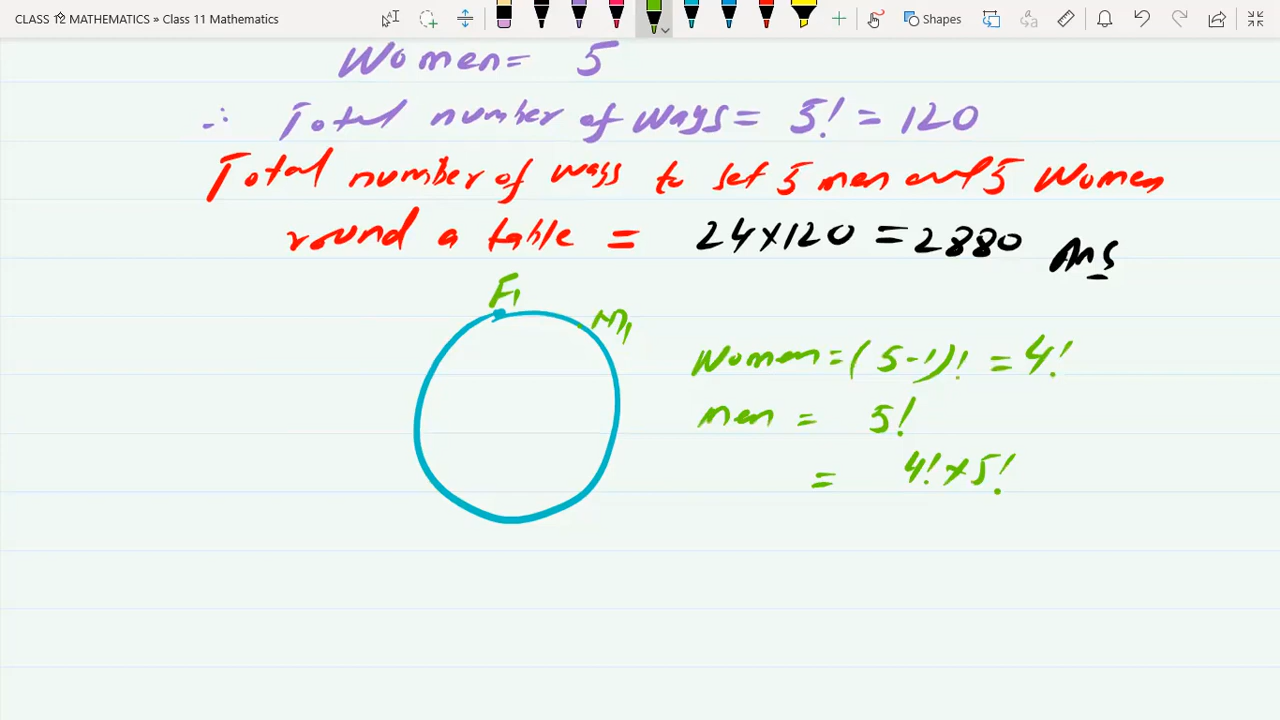 CLASS 12 MATHEMATICS » Class 11 Mathematics
Shapes
Women = 5
∴ Total number of ways = 5! = 120
Total number of ways to set 5 men and 5 Women
round a table = 24×120 = 2880 Ans
F1
M1
Women = (5-1)! = 4!
men = 5!
= 4! × 5!